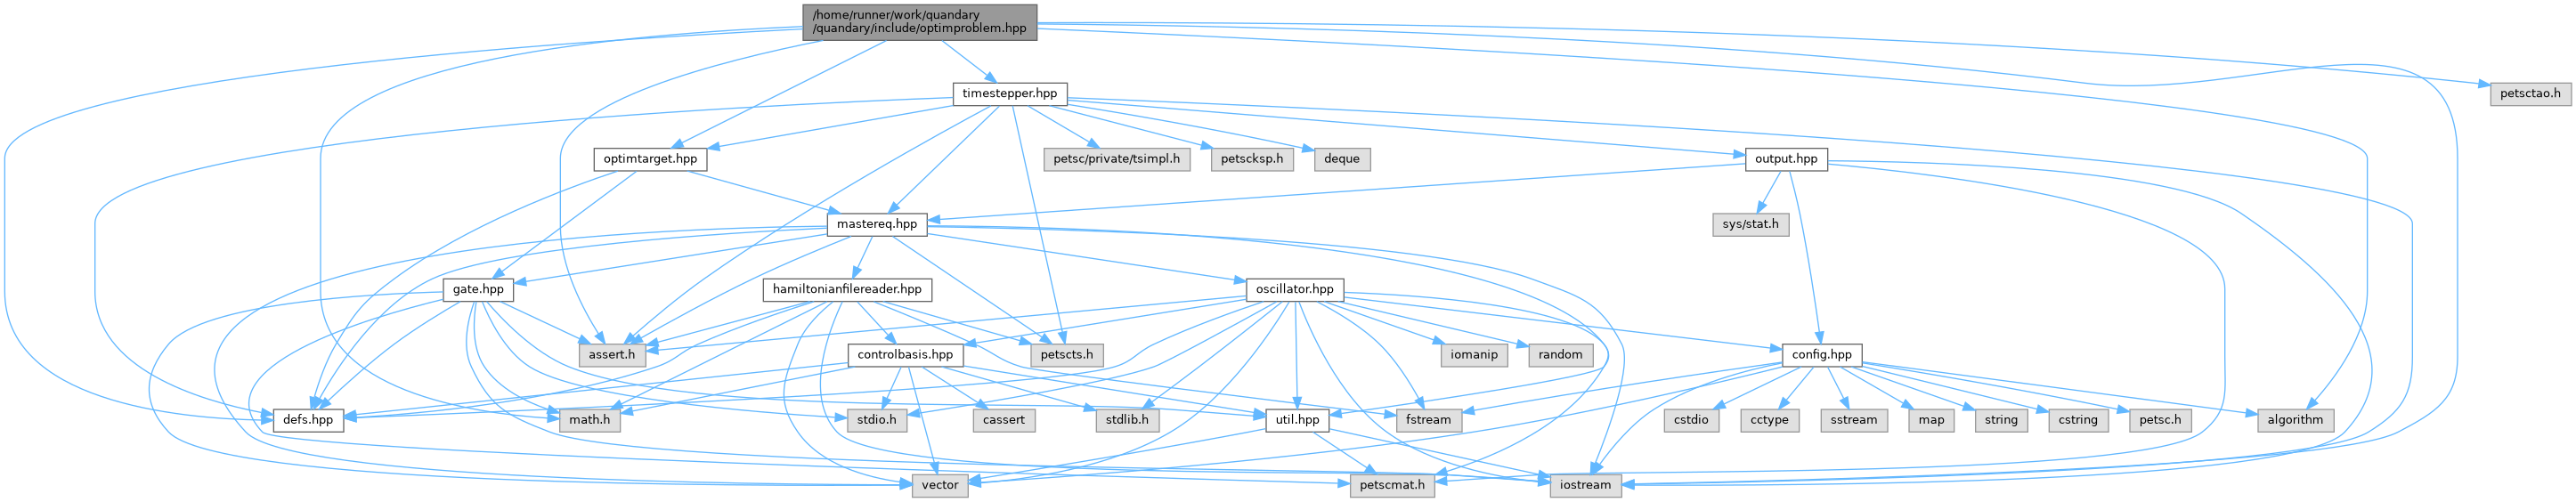 /home/runner/work/quandary
/quandary/include/optimproblem.hpp
timestepper.hpp
petsctao.h
optimtarget.hpp
petsc/private/tsimpl.h
petscksp.h
deque
output.hpp
mastereq.hpp
sys/stat.h
gate.hpp
hamiltonianfilereader.hpp
oscillator.hpp
assert.h
controlbasis.hpp
petscts.h
iomanip
random
config.hpp
defs.hpp
math.h
stdio.h
cassert
stdlib.h
util.hpp
fstream
cstdio
cctype
sstream
map
string
cstring
petsc.h
algorithm
vector
petscmat.h
iostream